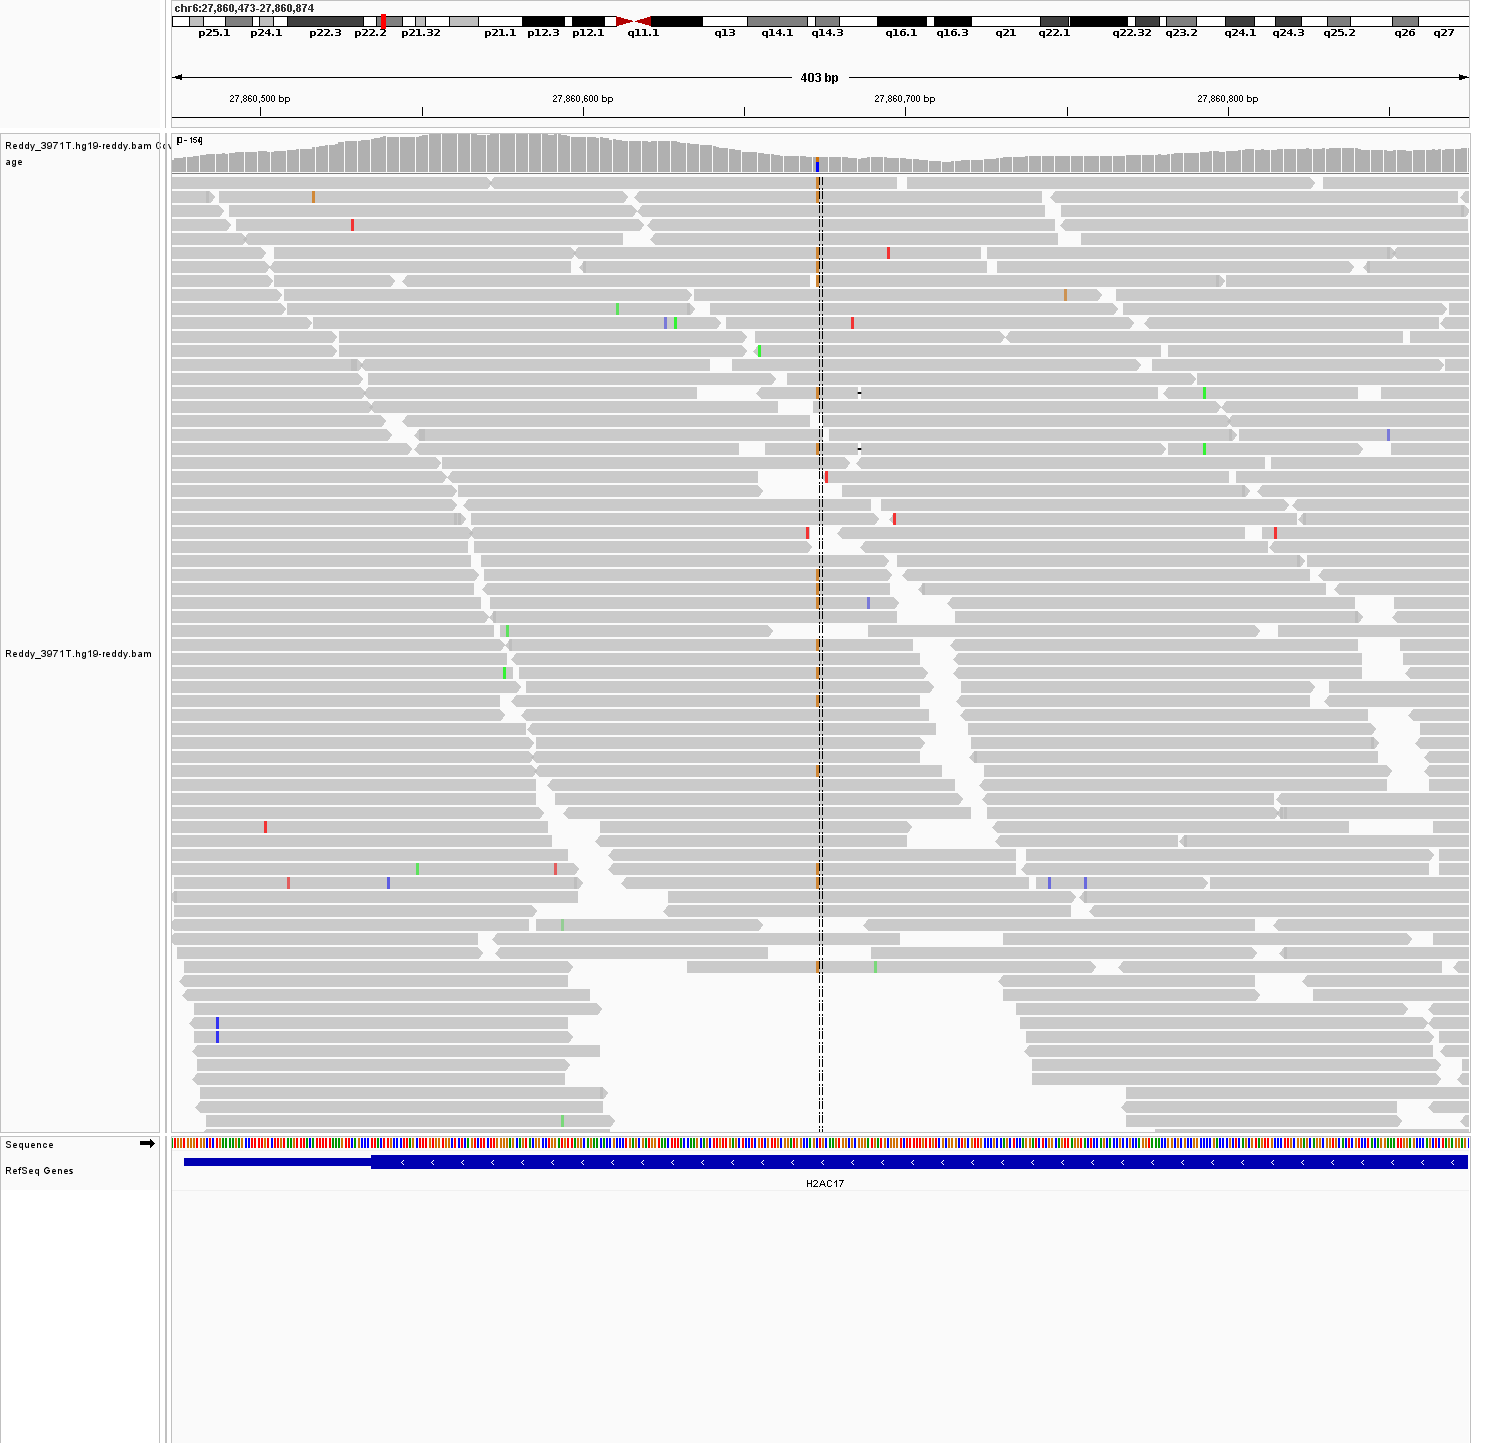 chr6:27,860,473-27,860,874
p25.1 p24.1 p22.3 p22.2 p21.32 p21.1 p12.3 p12.1 q11.1 q13 q14.1 q14.3 q16.1 q16.3 q21 q22.1 q22.32 q23.2 q24.1 q24.3 q25.2 q26 q27
403 bp
27,860,500 bp 27,860,600 bp 27,860,700 bp 27,860,800 bp
[0 - 154]
Reddy_3971T.hg19-reddy.bam Cov
age
Reddy_3971T.hg19-reddy.bam
Sequence
RefSeq Genes
H2AC17